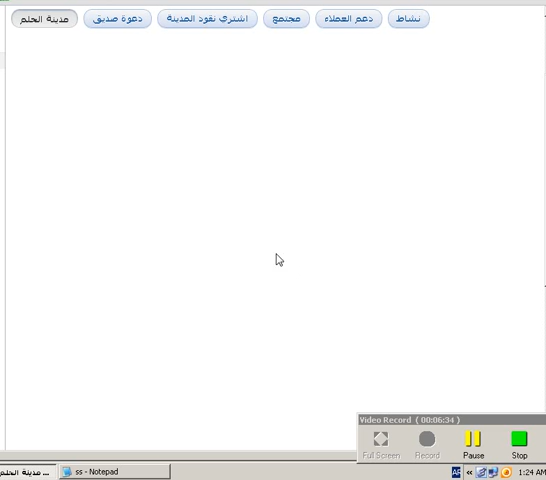 مدينة الحلم دعوة صديق اشتري نقود المدينة مجتمع دعم العملاء نشاط
Video Record ( 00:06:34 )
Full Screen Record Pause Stop
... مدينة الحلم ss - Notepad AR « 1:24 AM